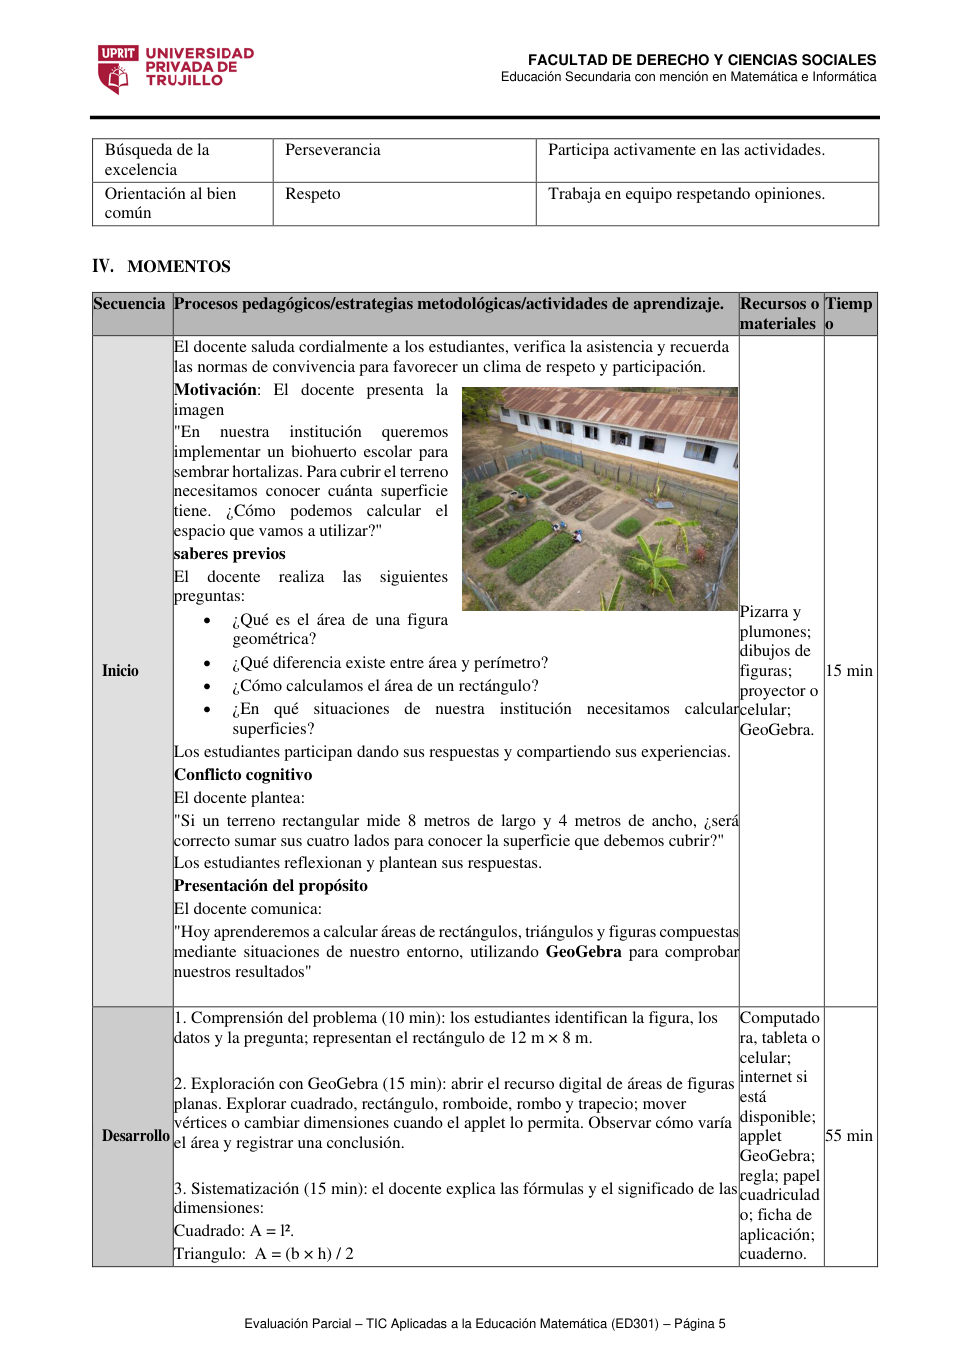 UPRIT
UNIVERSIDAD
PRIVADA DE
TRUJILLO
FACULTAD DE DERECHO Y CIENCIAS SOCIALES
Educación Secundaria con mención en Matemática e Informática
Búsqueda de la
excelencia
Perseverancia
Participa activamente en las actividades.
Orientación al bien
común
Respeto
Trabaja en equipo respetando opiniones.
IV. MOMENTOS
Secuencia
Procesos pedagógicos/estrategias metodológicas/actividades de aprendizaje.
Recursos o
materiales
Tiemp
o
Inicio
El docente saluda cordialmente a los estudiantes, verifica la asistencia y recuerda
las normas de convivencia para favorecer un clima de respeto y participación.
Motivación: El docente presenta la
imagen
"En nuestra institución queremos
implementar un biohuerto escolar para
sembrar hortalizas. Para cubrir el terreno
necesitamos conocer cuánta superficie
tiene. ¿Cómo podemos calcular el
espacio que vamos a utilizar?"
saberes previos
El docente realiza las siguientes
preguntas:
• ¿Qué es el área de una figura
geométrica?
• ¿Qué diferencia existe entre área y perímetro?
• ¿Cómo calculamos el área de un rectángulo?
• ¿En qué situaciones de nuestra institución necesitamos calcular
superficies?
Los estudiantes participan dando sus respuestas y compartiendo sus experiencias.
Conflicto cognitivo
El docente plantea:
"Si un terreno rectangular mide 8 metros de largo y 4 metros de ancho, ¿será
correcto sumar sus cuatro lados para conocer la superficie que debemos cubrir?"
Los estudiantes reflexionan y plantean sus respuestas.
Presentación del propósito
El docente comunica:
"Hoy aprenderemos a calcular áreas de rectángulos, triángulos y figuras compuestas
mediante situaciones de nuestro entorno, utilizando GeoGebra para comprobar
nuestros resultados"
Pizarra y
plumones;
dibujos de
figuras;
proyector o
celular;
GeoGebra.
15 min
Desarrollo
1. Comprensión del problema (10 min): los estudiantes identifican la figura, los
datos y la pregunta; representan el rectángulo de 12 m × 8 m.
2. Exploración con GeoGebra (15 min): abrir el recurso digital de áreas de figuras
planas. Explorar cuadrado, rectángulo, romboide, rombo y trapecio; mover
vértices o cambiar dimensiones cuando el applet lo permita. Observar cómo varía
el área y registrar una conclusión.
3. Sistematización (15 min): el docente explica las fórmulas y el significado de las
dimensiones:
Cuadrado: A = l².
Triangulo: A = (b × h) / 2
Computado
ra, tableta o
celular;
internet si
está
disponible;
applet
GeoGebra;
regla; papel
cuadriculad
o; ficha de
aplicación;
cuaderno.
55 min
Evaluación Parcial – TIC Aplicadas a la Educación Matemática (ED301) – Página 5